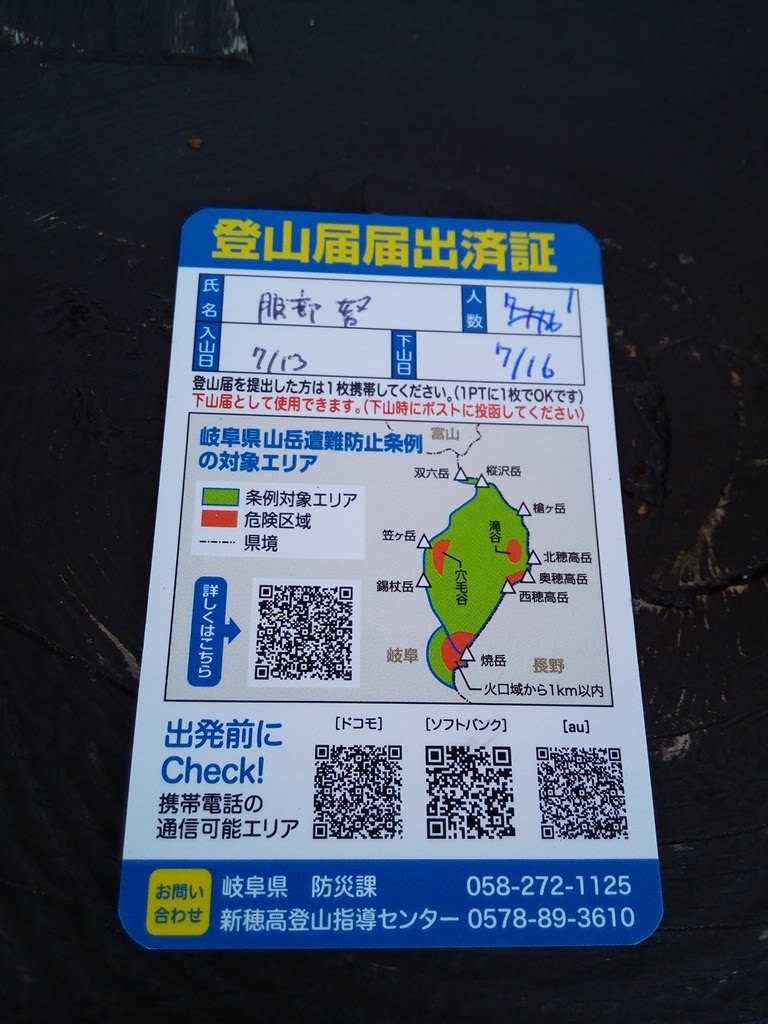 登山届届出済証
氏名 服部 努 人数 1
入山日 7/13 下山日 7/16
登山届を提出した方は1枚携帯してください。(1PTに1枚でOKです)
下山届として使用できます。(下山時にポストに投函してください)
岐阜県山岳遭難防止条例
の対象エリア
条例対象エリア
危険区域
県境
富山
双六岳
樅沢岳
槍ヶ岳
滝谷
笠ヶ岳
北穂高岳
奥穂高岳
穴毛谷
錫杖岳
西穂高岳
詳しくはこちら
岐阜
焼岳
長野
火口域から1km以内
出発前に
Check!
携帯電話の
通信可能エリア
[ドコモ]
[ソフトバンク]
[au]
お問い
合わせ
岐阜県 防災課 058-272-1125
新穂高登山指導センター 0578-89-3610